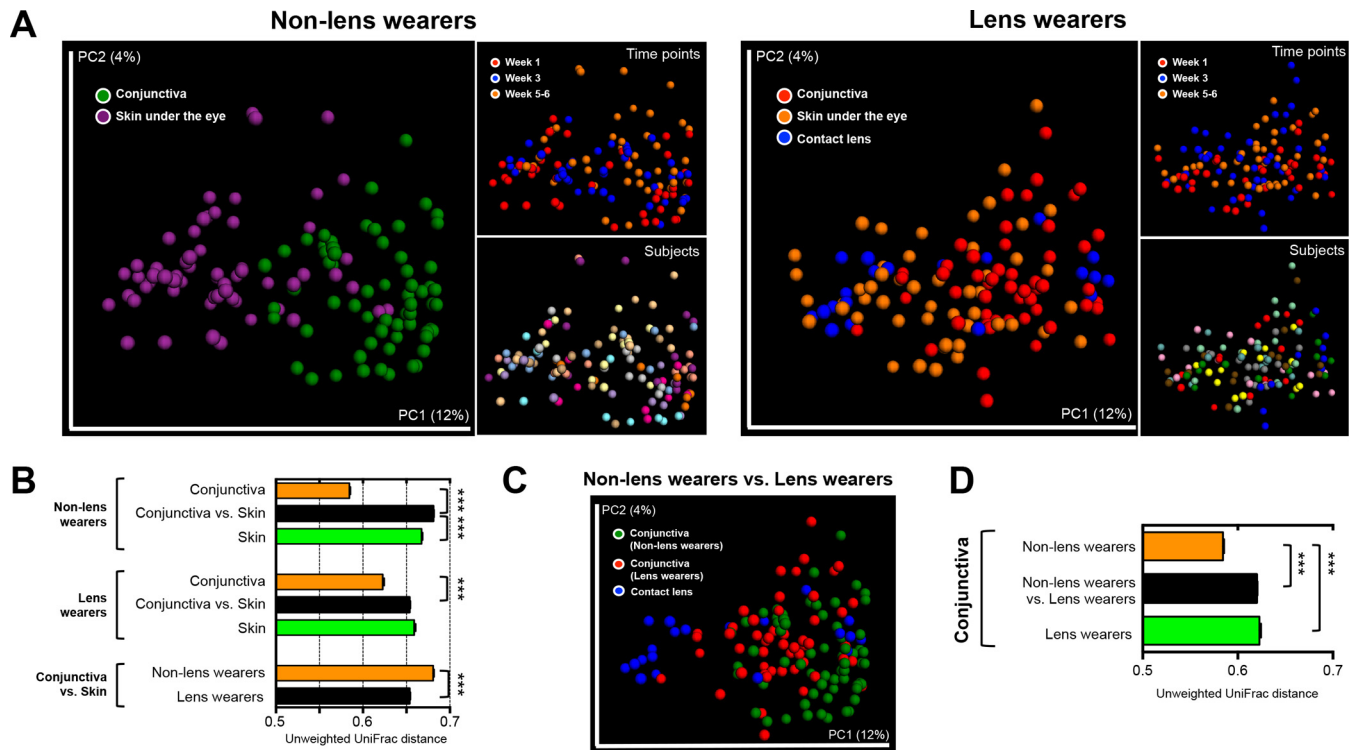 A
Non-lens wearers
PC2 (4%)
Conjunctiva
Skin under the eye
PC1 (12%)
Time points
Week 1
Week 3
Week 5-6
Subjects
Lens wearers
PC2 (4%)
Conjunctiva
Skin under the eye
Contact lens
PC1 (12%)
Time points
Week 1
Week 3
Week 5-6
Subjects
B
Non-lens
wearers
Conjunctiva
Conjunctiva vs. Skin
Skin
***
***
Lens
wearers
Conjunctiva
Conjunctiva vs. Skin
Skin
***
Conjunctiva
vs. Skin
Non-lens wearers
Lens wearers
***
0.5
0.6
0.7
Unweighted UniFrac distance
C
Non-lens wearers vs. Lens wearers
PC2 (4%)
Conjunctiva
(Non-lens wearers)
Conjunctiva
(Lens wearers)
Contact lens
PC1 (12%)
D
Conjunctiva
Non-lens wearers
Non-lens wearers
vs. Lens wearers
Lens wearers
***
***
0.5
0.6
0.7
Unweighted UniFrac distance